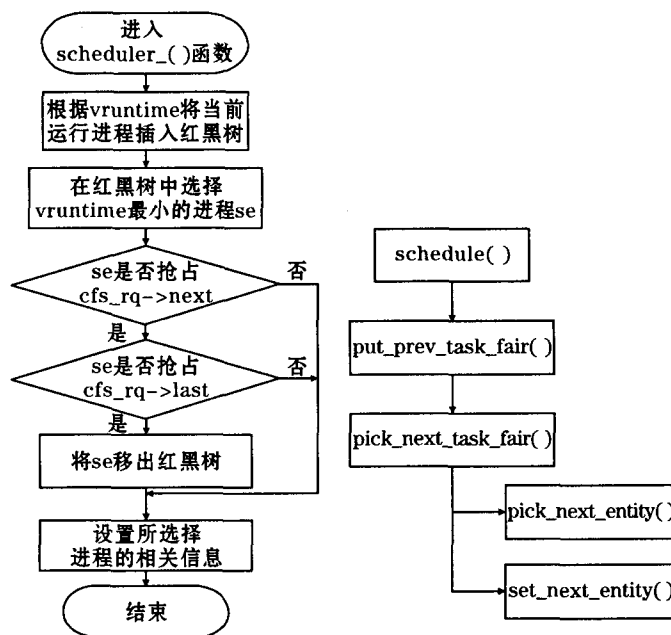 进入
scheduler_()函数
根据vruntime将当前
运行进程插入红黑树
在红黑树中选择
vruntime最小的进程se
se是否抢占
cfs_rq->next
否
是
se是否抢占
cfs_rq->last
否
是
将se移出红黑树
设置所选择
进程的相关信息
结束
schedule()
put_prev_task_fair()
pick_next_task_fair()
pick_next_entity()
set_next_entity()